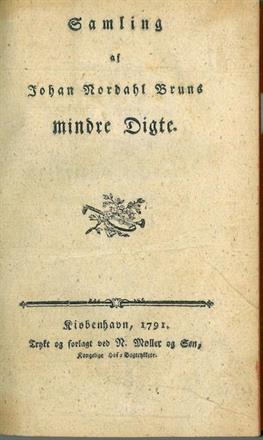 Samling
af
Johan Nordahl Bruns
mindre Digte.
Kiøbenhavn, 1791.
Trykt og forlagt ved N. Møller og Søn,
Kongelige Hof-Bogtrykkere.